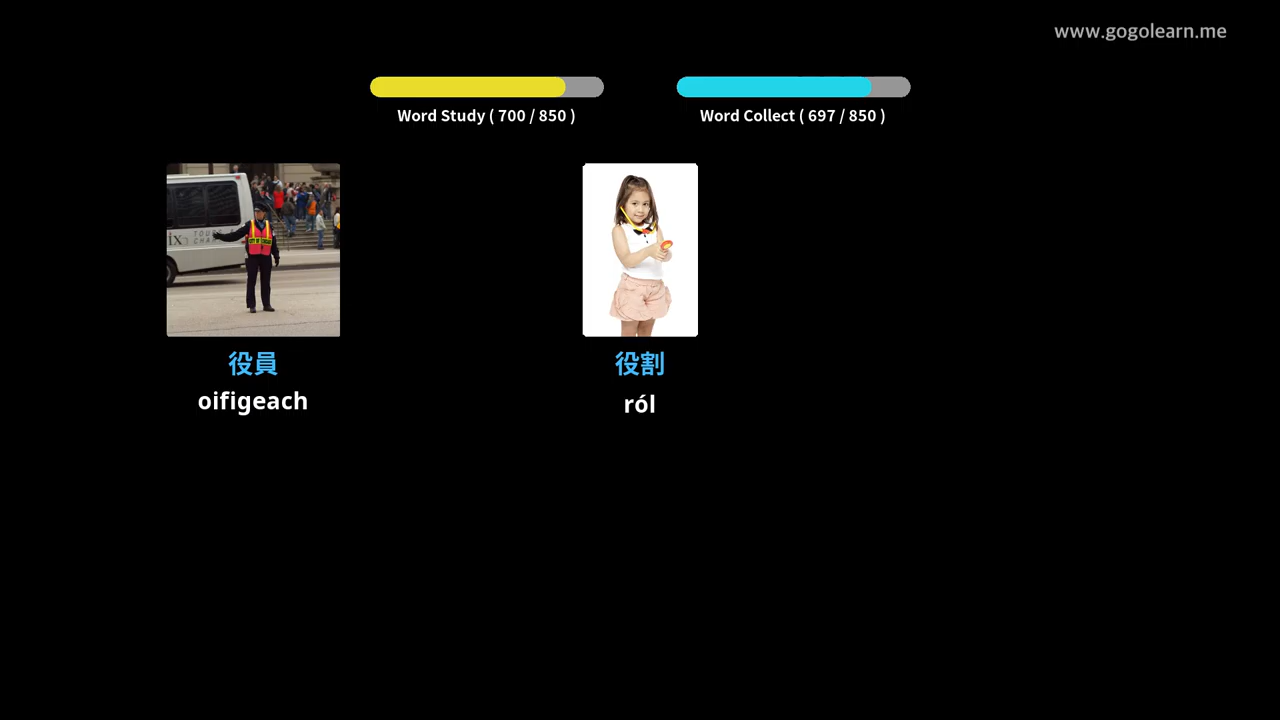 www.gogolearn.me
Word Study ( 700 / 850 )
Word Collect ( 697 / 850 )
役員
oifigeach
役割
ról